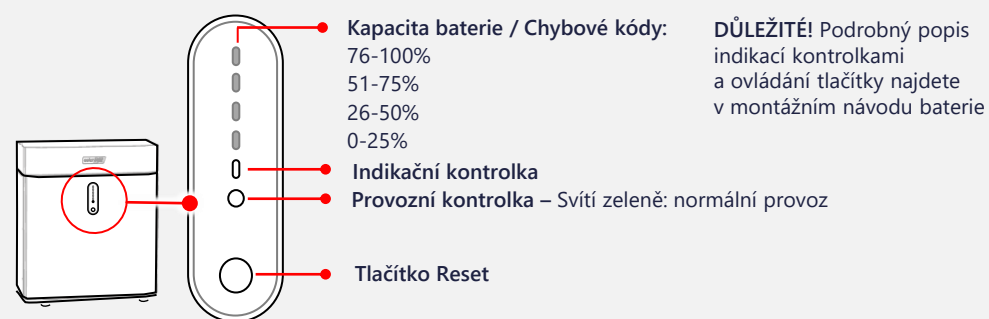 Kapacita baterie / Chybové kódy:
76-100%
51-75%
26-50%
0-25%
Indikační kontrolka
Provozní kontrolka – Svítí zeleně: normální provoz
Tlačítko Reset
DŮLEŽITÉ! Podrobný popis
indikací kontrolkami
a ovládání tlačítky najdete
v montážním návodu baterie